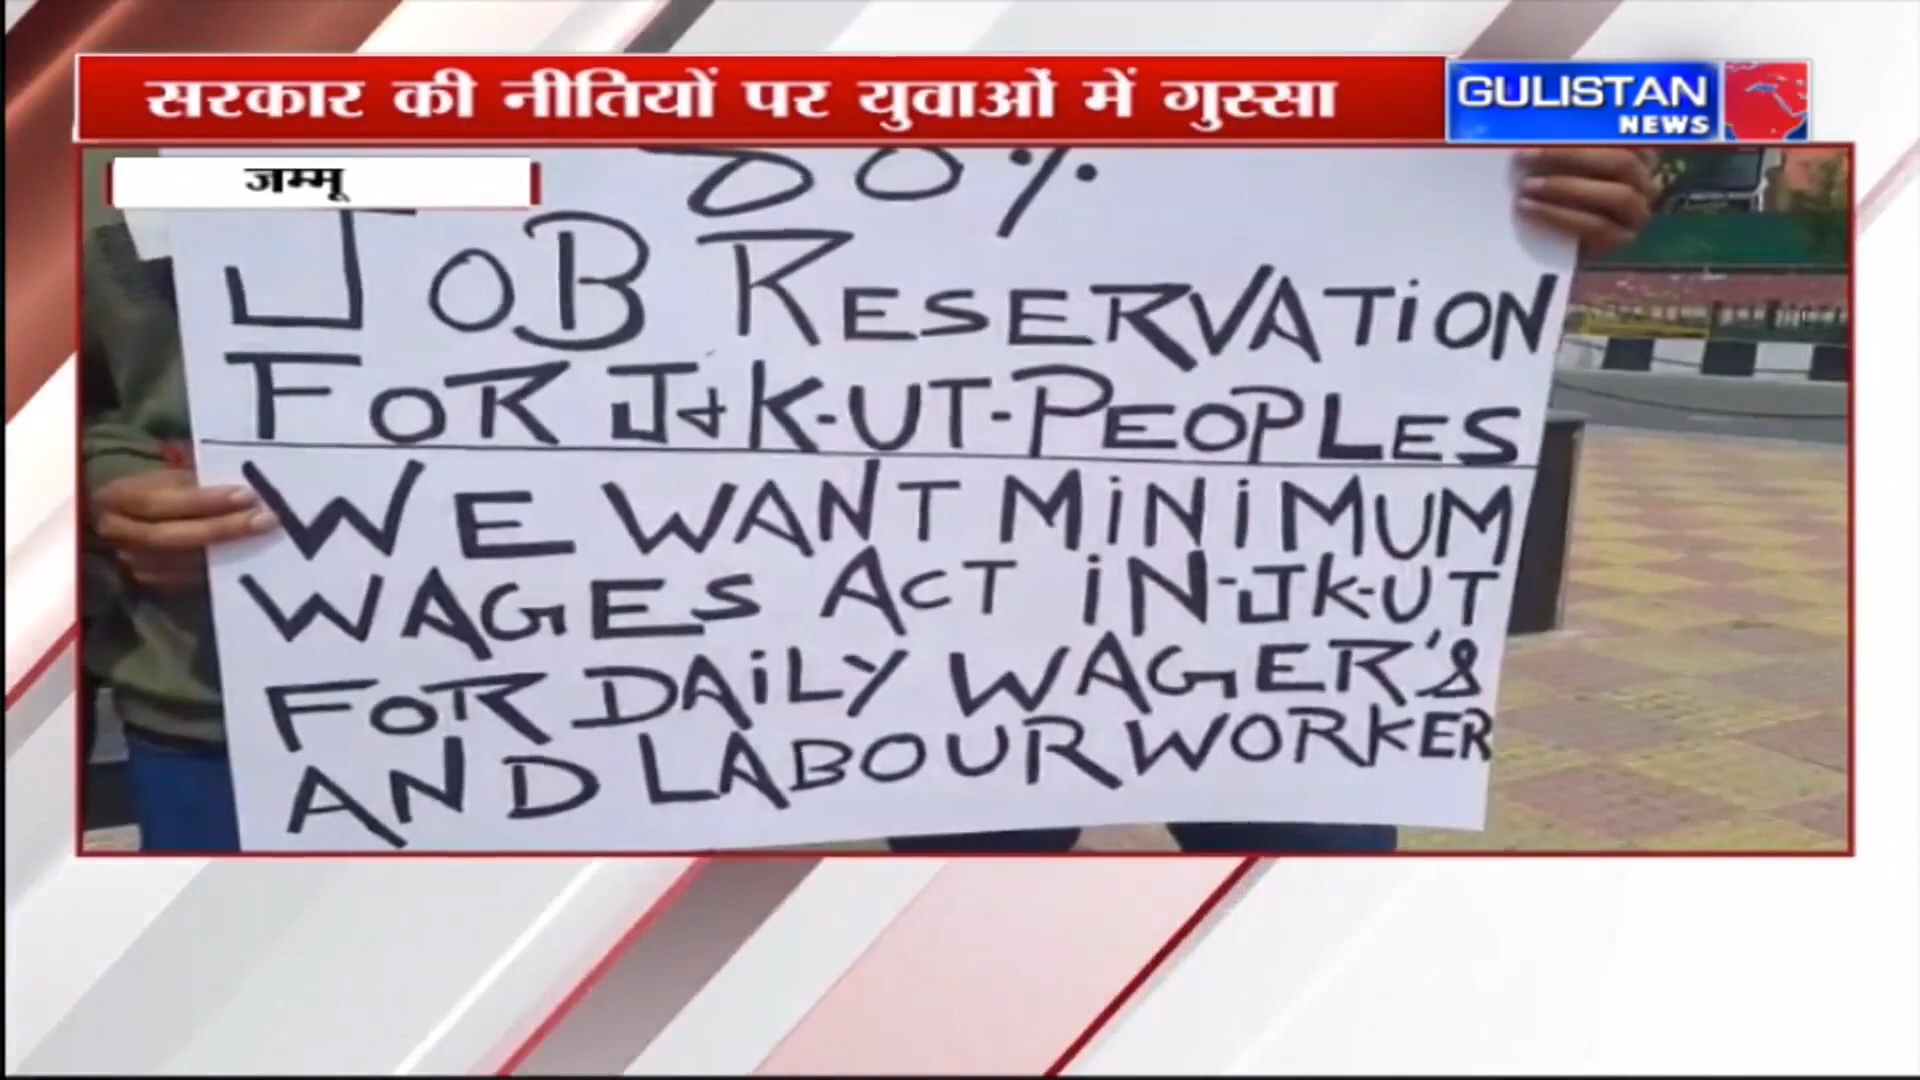 सरकार की नीतियों पर युवाओं में गुस्सा
GULISTAN
NEWS
जम्मू
JOB RESERVATION
FOR J&K-UT-PEOPLES
WE WANT MINIMUM
WAGES ACT IN-JK-UT
FOR DAILY WAGER'S
AND LABOUR WORKER